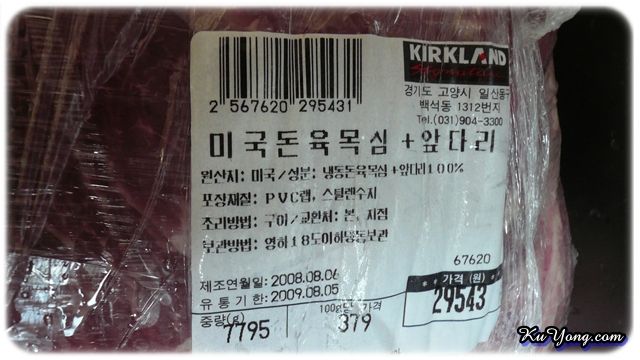 KIRKLAND
Signature
2 567620 295431
경기도 고양시 일산동구
백석동 1312번지
Tel.(031)904-3300
미국돈육목심+앞다리
원산지: 미국/성분: 냉동돈육목심+앞다리100%
포장재질: PVC랩, 스틸렌수지
조리방법: 구이/교환처: 본, 지점
보관방법: 영하18도이하냉동보관
67620
제조연월일: 2008.08.06
유통기한: 2009.08.05
중량(g) 100g당 가격 가격 (원)
7795 379 29543
KuYong.com